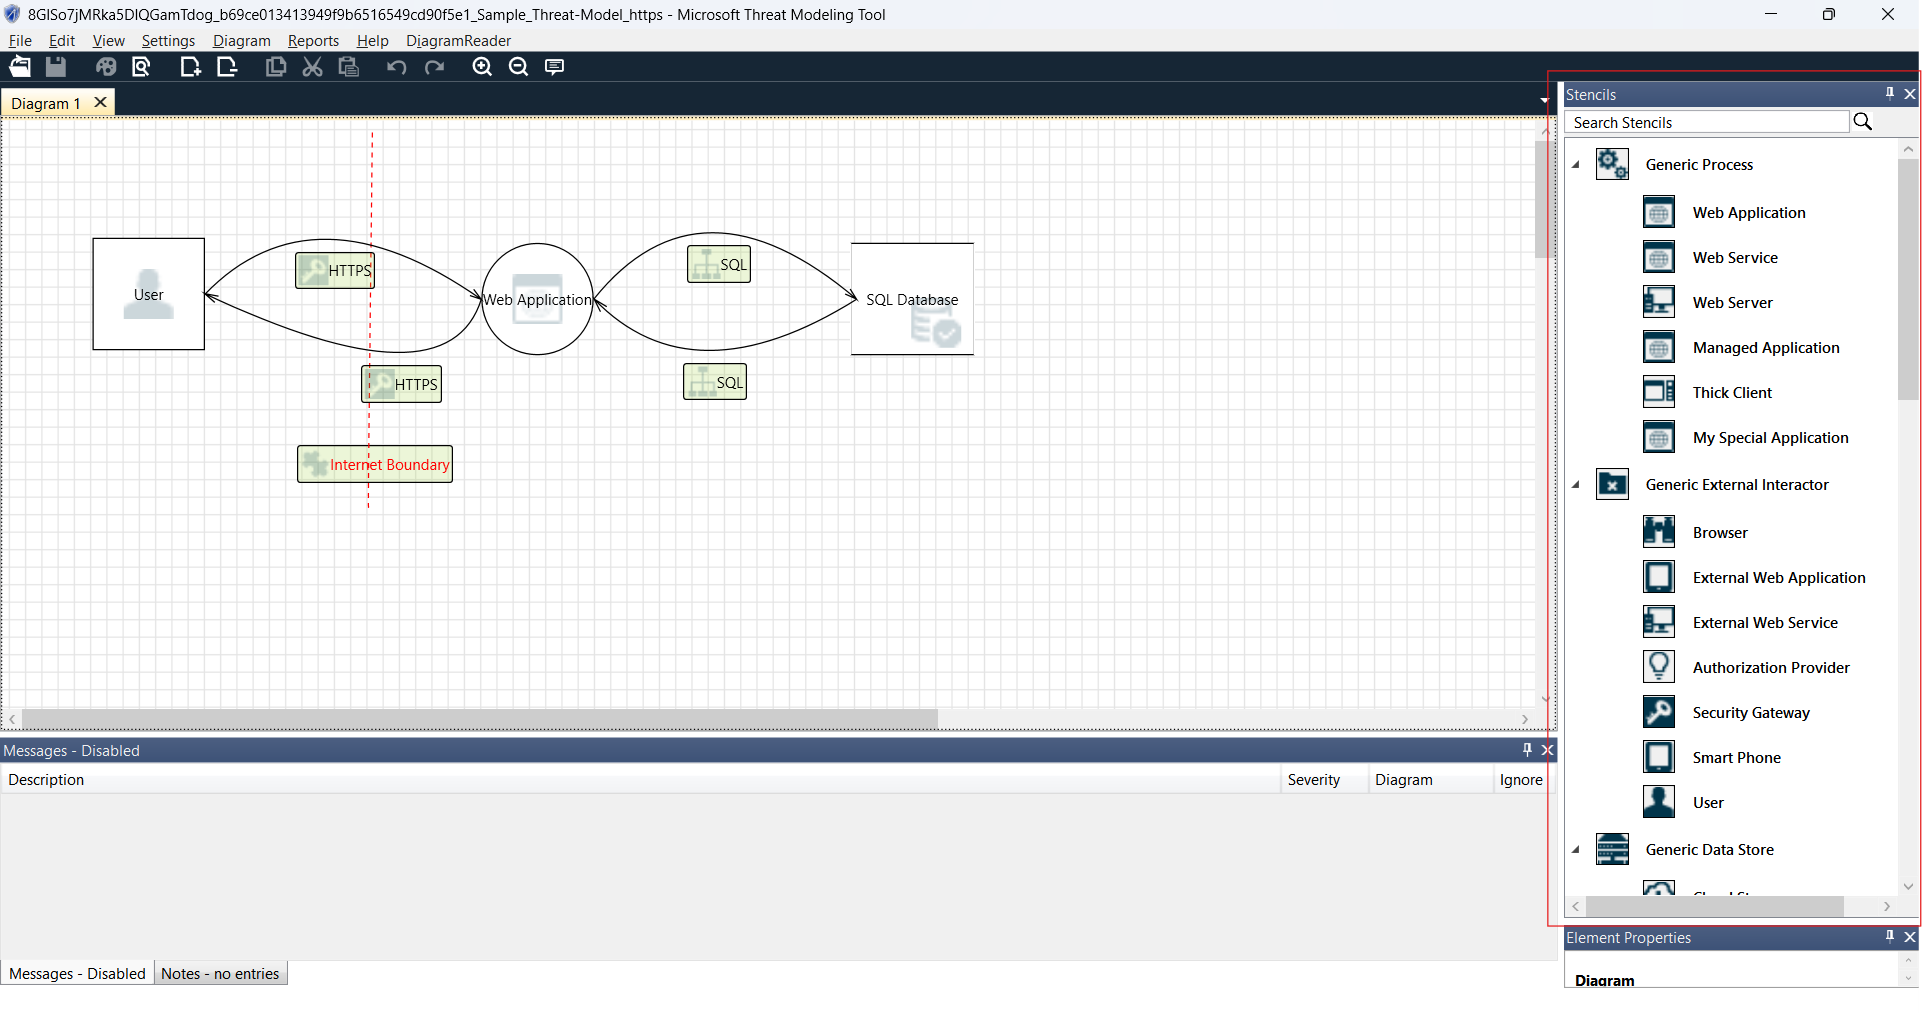 8GlSo7jMRka5DIQGamTdog_b69ce013413949f9b6516549cd90f5e1_Sample_Threat-Model_https - Microsoft Threat Modeling Tool
File Edit View Settings Diagram Reports Help DiagramReader
Diagram 1
User
HTTPS
HTTPS
Internet Boundary
Web Application
SQL
SQL
SQL Database
Stencils
Search Stencils
Generic Process
Web Application
Web Service
Web Server
Managed Application
Thick Client
My Special Application
Generic External Interactor
Browser
External Web Application
External Web Service
Authorization Provider
Security Gateway
Smart Phone
User
Generic Data Store
Messages - Disabled
Description Severity Diagram Ignore
Messages - Disabled Notes - no entries
Element Properties
Diagram